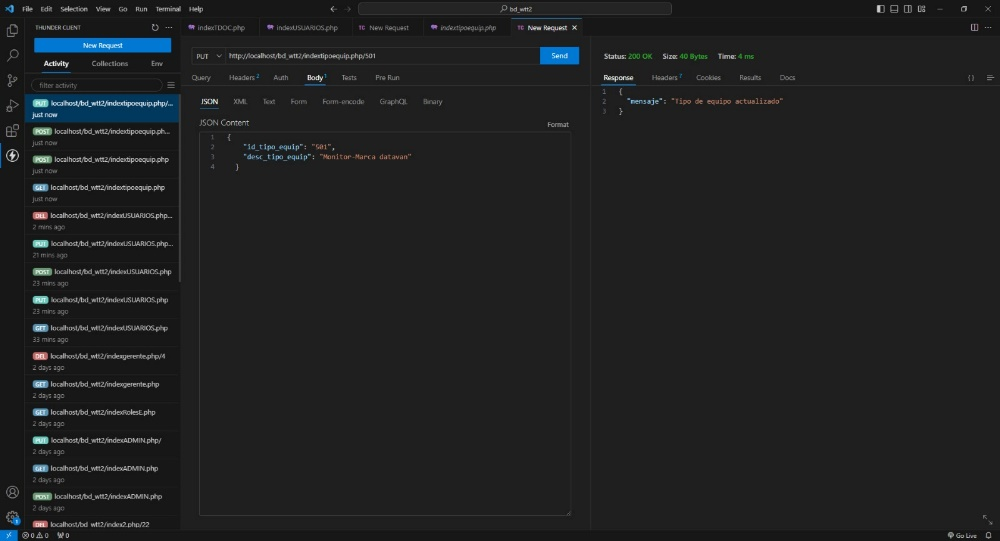 File Edit Selection View Go Run Terminal Help
bd_wtt2
THUNDER CLIENT
New Request
Activity Collections Env
filter activity
PUT localhost/bd_wtt2/indextipoequip.php/...
just now
POST localhost/bd_wtt2/indextipoequip.ph...
just now
POST localhost/bd_wtt2/indextipoequip.php
just now
GET localhost/bd_wtt2/indextipoequip.php
just now
DEL localhost/bd_wtt2/indexUSUARIOS.php...
2 mins ago
PUT localhost/bd_wtt2/indexUSUARIOS.php...
21 mins ago
POST localhost/bd_wtt2/indexUSUARIOS.php
23 mins ago
PUT localhost/bd_wtt2/indexUSUARIOS.php
23 mins ago
GET localhost/bd_wtt2/indexUSUARIOS.php
33 mins ago
DEL localhost/bd_wtt2/indexgerente.php/4
2 days ago
GET localhost/bd_wtt2/indexgerente.php
2 days ago
GET localhost/bd_wtt2/indexRolesE.php
2 days ago
PUT localhost/bd_wtt2/indexADMIN.php/
2 days ago
GET localhost/bd_wtt2/indexADMIN.php
2 days ago
POST localhost/bd_wtt2/indexADMIN.php
2 days ago
DEL localhost/bd_wtt2/index2.php/22
indexTDOC.php indexUSUARIOS.php TC New Request indextipoequip.php TC New Request
PUT http://localhost/bd_wtt2/indextipoequip.php/501 Send
Query Headers 2 Auth Body 1 Tests Pre Run
JSON XML Text Form Form-encode GraphQL Binary
JSON Content Format
1 {
2 "id_tipo_equip": "501",
3 "desc_tipo_equip": "Monitor-Marca datavan"
4 }
Status: 200 OK Size: 40 Bytes Time: 4 ms
Response Headers 7 Cookies Results Docs { }
1 {
2 "mensaje": "Tipo de equipo actualizado"
3 }
0 0 0 Go Live